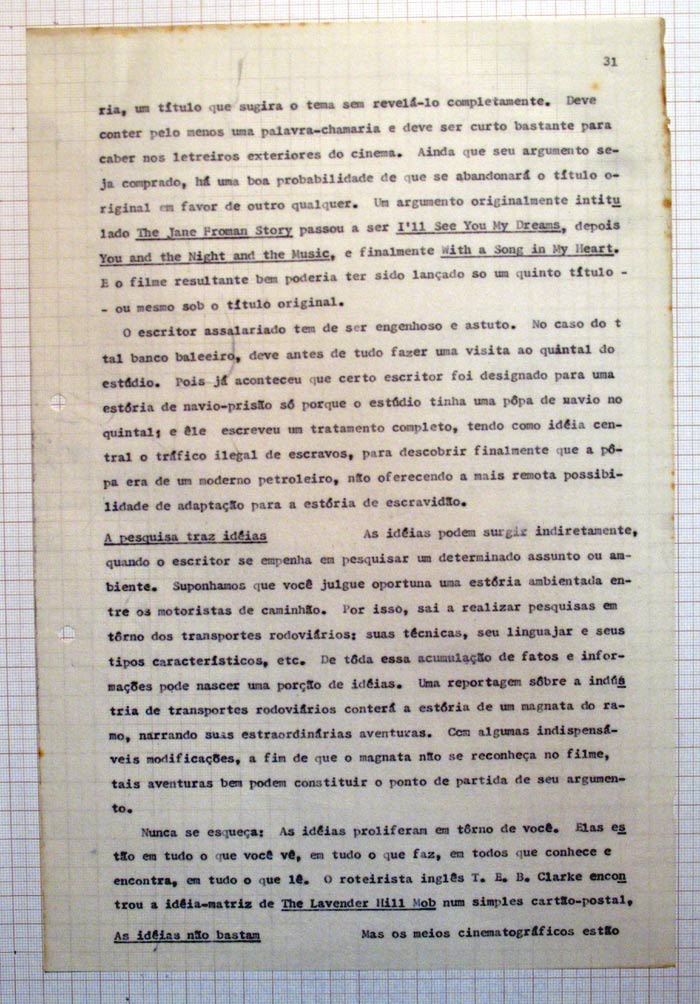 31
ria, um título que sugira o tema sem revelá-lo completamente. Deve
conter pelo menos uma palavra-chamaria e deve ser curto bastante para
caber nos letreiros exteriores do cinema. Ainda que seu argumento se-
ja comprado, há uma boa probabilidade de que se abandonará o título o-
riginal em favor de outro qualquer. Um argumento originalmente intitu
lado The Jane Froman Story passou a ser I'll See You My Dreams, depois
You and the Night and the Music, e finalmente With a Song in My Heart.
E o filme resultante bem poderia ter sido lançado so um quinto título -
- ou mesmo sob o título original.
O escritor assalariado tem de ser engenhoso e astuto. No caso do t
tal banco baleeiro, deve antes de tudo fazer uma visita ao quintal do
estúdio. Pois já aconteceu que certo escritor foi designado para uma
estória de navio-prisão só porque o estúdio tinha uma pôpa de navio no
quintal; e êle escreveu um tratamento completo, tendo como idéia cen-
tral o tráfico ilegal de escravos, para descobrir finalmente que a pô-
pa era de um moderno petroleiro, não oferecendo a mais remota possibi-
lidade de adaptação para a estória de escravidão.
A pesquisa traz idéias As idéias podem surgir indiretamente,
quando o escritor se empenha em pesquisar um determinado assunto ou am-
biente. Suponhamos que você julgue oportuna uma estória ambientada en-
tre os motoristas de caminhão. Por isso, sai a realizar pesquisas em
tôrno dos transportes rodoviários: suas técnicas, seu linguajar e seus
tipos característicos, etc. De tôda essa acumulação de fatos e infor-
mações pode nascer uma porção de idéias. Uma reportagem sôbre a indús
tria de transportes rodoviários conterá a estória de um magnata do ra-
mo, narrando suas estraordinárias aventuras. Com algumas indispensá-
veis modificações, a fim de que o magnata não se reconheça no filme,
tais aventuras bem podem constituir o ponto de partida de seu argumen-
to.
Nunca se esqueça: As idéias proliferam em tôrno de você. Elas es
tão em tudo o que você vê, em tudo o que faz, em todos que conhece e
encontra, em tudo o que lê. O roteirista inglês T. E. B. Clarke encon
trou a idéia-matriz de The Lavender Hill Mob num simples cartão-postal,
As idéias não bastam Mas os meios cinematográficos estão